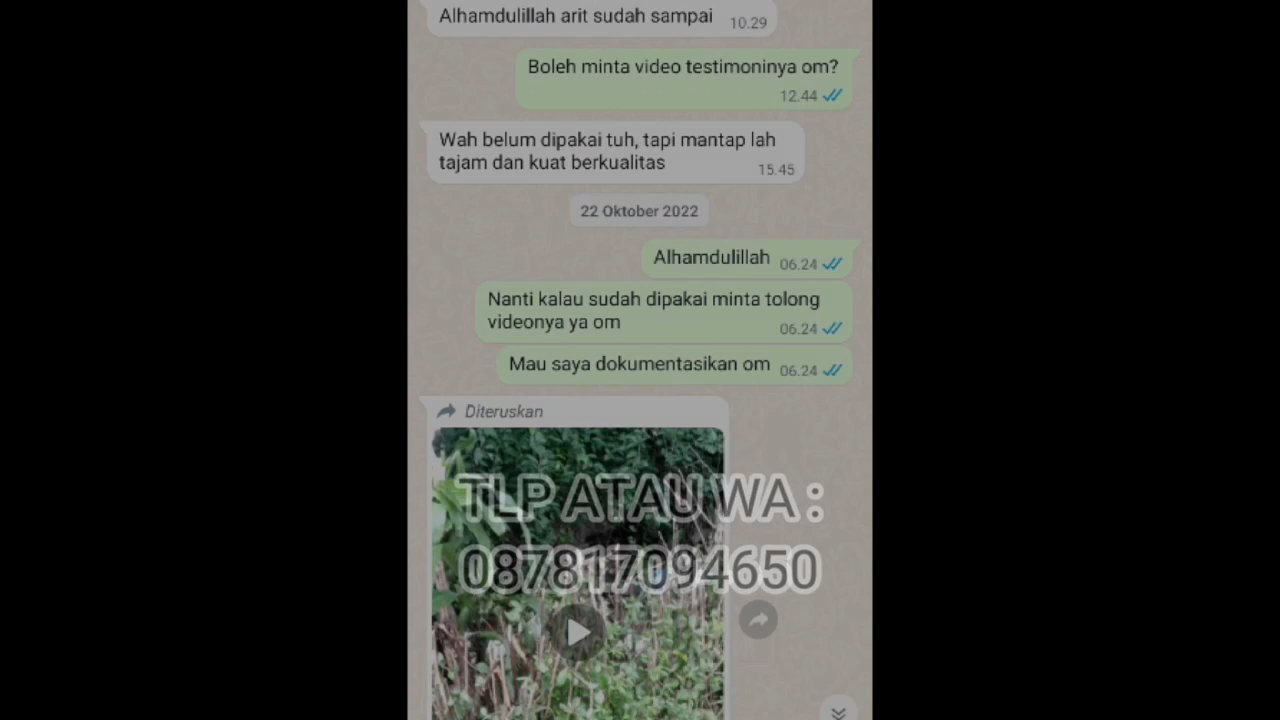 Alhamdulillah arit sudah sampai 10.29
Boleh minta video testimoninya om?
12.44
Wah belum dipakai tuh, tapi mantap lah
tajam dan kuat berkualitas 15.45
22 Oktober 2022
Alhamdulillah 06.24
Nanti kalau sudah dipakai minta tolong
videonya ya om 06.24
Mau saya dokumentasikan om 06.24
Diteruskan
TLP ATAU WA :
087817094650